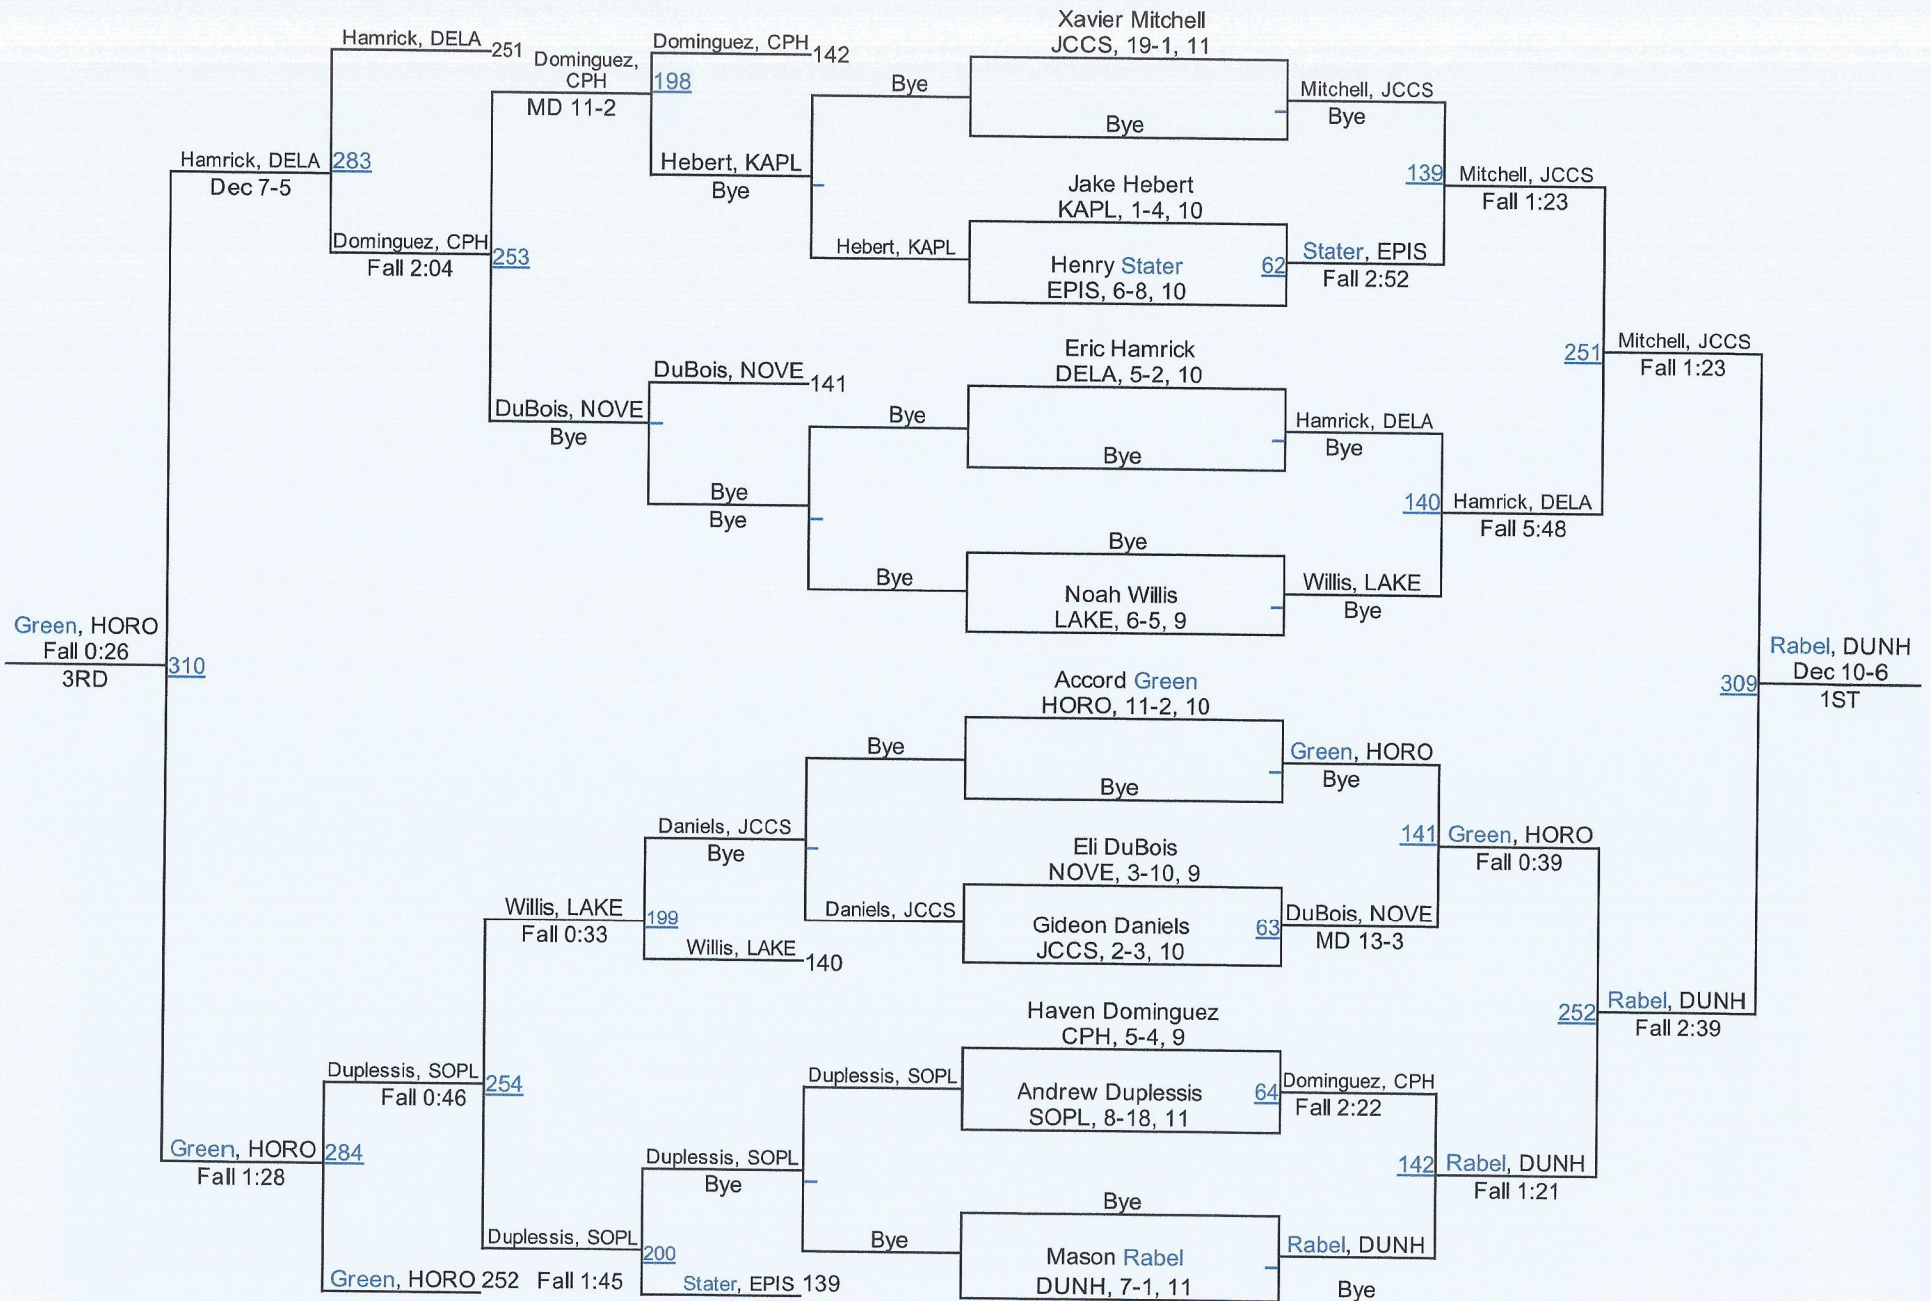 Xavier Mitchell
JCCS, 19-1, 11
Hamrick, DELA 251
Dominguez, CPH 142
Dominguez,
CPH
MD 11-2
198
Bye
Mitchell, JCCS
Bye
Bye
Hamrick, DELA
Dec 7-5
283
Hebert, KAPL
Bye
Jake Hebert
KAPL, 1-4, 10
139
Mitchell, JCCS
Fall 1:23
Dominguez, CPH
Fall 2:04
253
Hebert, KAPL
Henry Stater
EPIS, 6-8, 10
62
Stater, EPIS
Fall 2:52
Eric Hamrick
DELA, 5-2, 10
251
Mitchell, JCCS
Fall 1:23
DuBois, NOVE 141
DuBois, NOVE
Bye
Bye
Hamrick, DELA
Bye
Bye
Bye
Bye
140
Hamrick, DELA
Fall 5:48
Bye
Bye
Noah Willis
LAKE, 6-5, 9
Willis, LAKE
Bye
Green, HORO
Fall 0:26
3RD
310
Rabel, DUNH
Dec 10-6
1ST
309
Accord Green
HORO, 11-2, 10
Bye
Bye
Green, HORO
Bye
Daniels, JCCS
Bye
Eli DuBois
NOVE, 3-10, 9
141
Green, HORO
Fall 0:39
Willis, LAKE
Fall 0:33
199
Daniels, JCCS
Gideon Daniels
JCCS, 2-3, 10
63
DuBois, NOVE
MD 13-3
Willis, LAKE 140
Haven Dominguez
CPH, 5-4, 9
252
Rabel, DUNH
Fall 2:39
Duplessis, SOPL
Fall 0:46
254
Duplessis, SOPL
Andrew Duplessis
SOPL, 8-18, 11
64
Dominguez, CPH
Fall 2:22
Green, HORO
Fall 1:28
284
Duplessis, SOPL
Bye
142
Rabel, DUNH
Fall 1:21
Bye
Duplessis, SOPL
Fall 1:45
200
Bye
Mason Rabel
DUNH, 7-1, 11
Rabel, DUNH
Bye
Green, HORO 252
Stater, EPIS 139